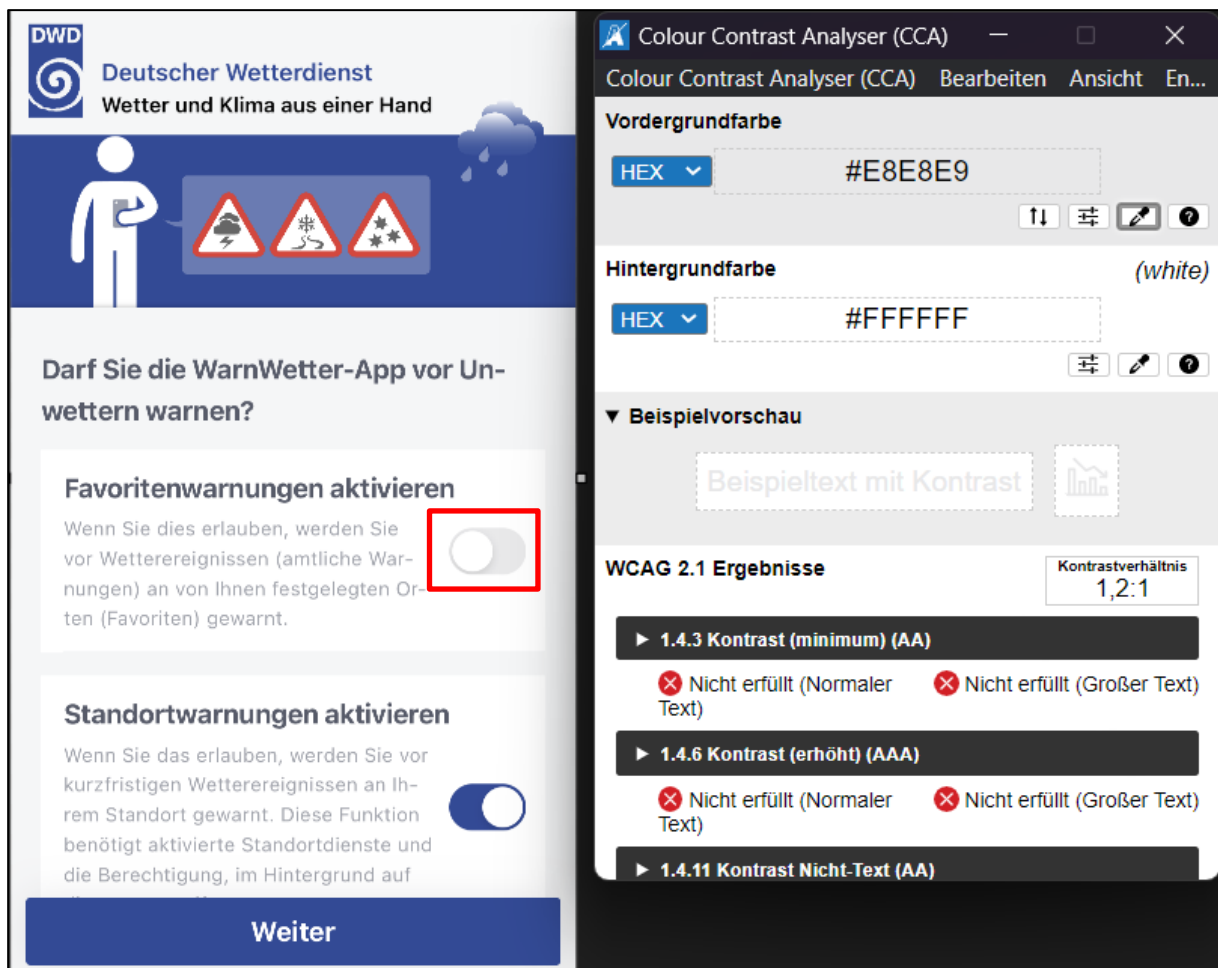 DWD
Deutscher Wetterdienst
Wetter und Klima aus einer Hand
Darf Sie die WarnWetter-App vor Un-
wettern warnen?
Favoritenwarnungen aktivieren
Wenn Sie dies erlauben, werden Sie
vor Wetterereignissen (amtliche War-
nungen) an von Ihnen festgelegten Or-
ten (Favoriten) gewarnt.
Standortwarnungen aktivieren
Wenn Sie das erlauben, werden Sie vor
kurzfristigen Wetterereignissen an Ih-
rem Standort gewarnt. Diese Funktion
benötigt aktivierte Standortdienste und
die Berechtigung, im Hintergrund auf
Weiter
Colour Contrast Analyser (CCA)
Colour Contrast Analyser (CCA) Bearbeiten Ansicht En...
Vordergrundfarbe
HEX #E8E8E9
Hintergrundfarbe (white)
HEX #FFFFFF
Beispielvorschau
Beispieltext mit Kontrast
WCAG 2.1 Ergebnisse
Kontrastverhältnis
1,2:1
1.4.3 Kontrast (minimum) (AA)
Nicht erfüllt (Normaler Text)
Nicht erfüllt (Großer Text)
1.4.6 Kontrast (erhöht) (AAA)
Nicht erfüllt (Normaler Text)
Nicht erfüllt (Großer Text)
1.4.11 Kontrast Nicht-Text (AA)